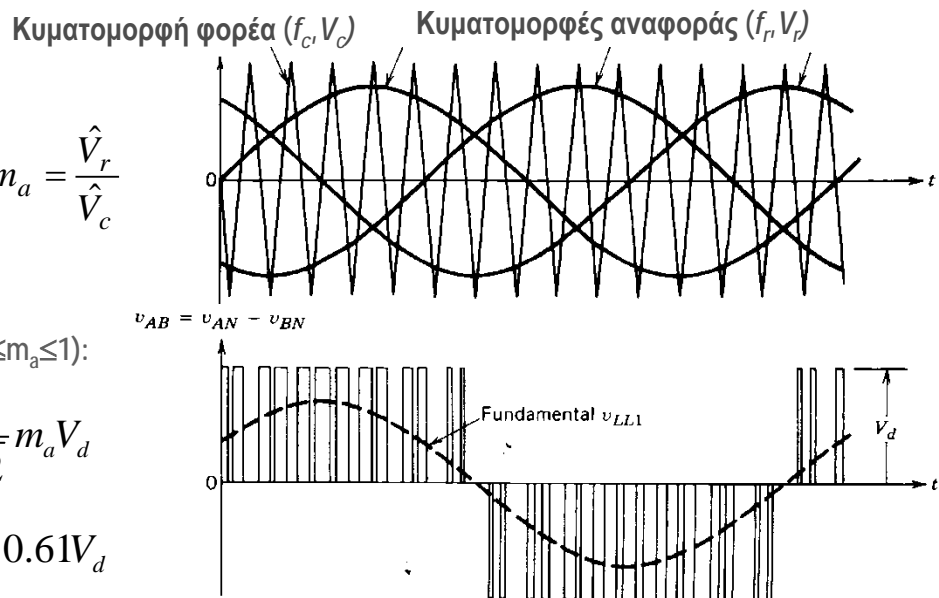 Κυματομορφή φορέα (f_c, V_c) Κυματομορφές αναφοράς (f_r, V_r)
0 t
m_a = V̂_r / V̂_c
v_AB = v_AN − v_BN
≤m_a≤1):
Fundamental v_LL1
V_d
m_a V_d
0 t
0.61V_d